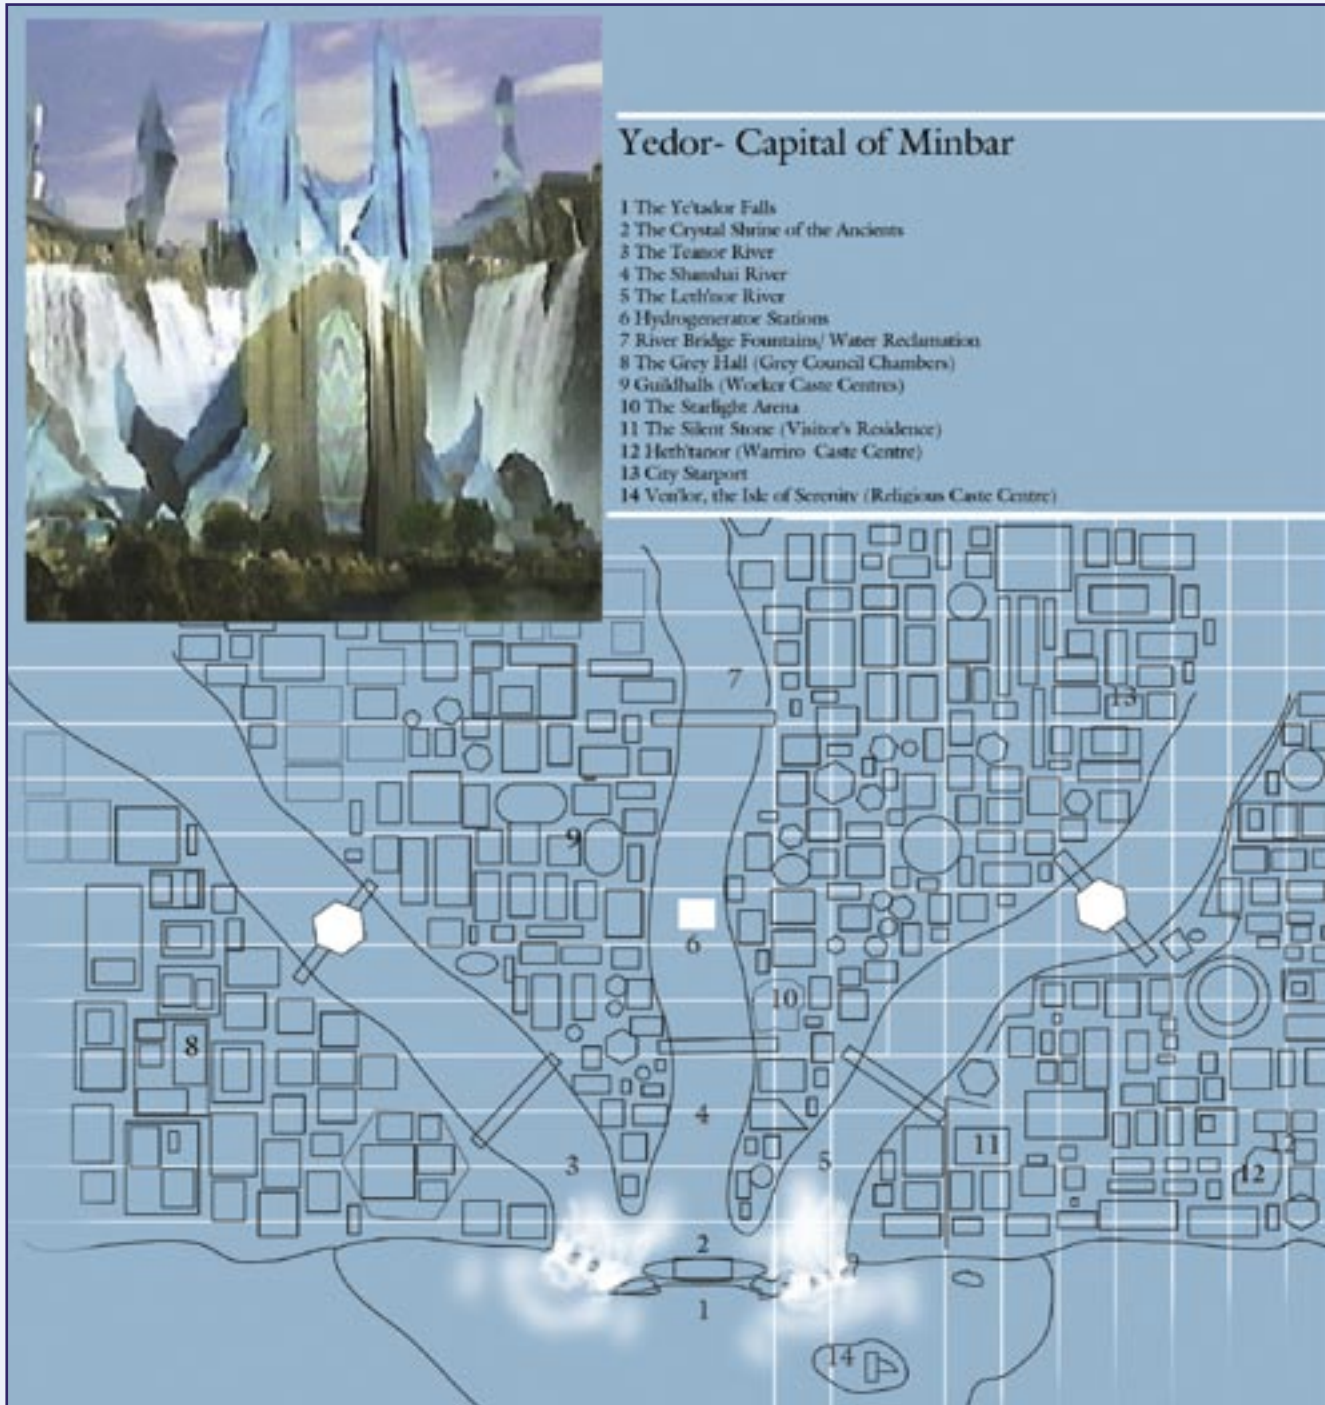 Yedor- Capital of Minbar
1 The Ye'tador Falls
2 The Crystal Shrine of the Ancients
3 The Teanor River
4 The Shanshai River
5 The Leth'nor River
6 Hydrogenerator Stations
7 River Bridge Fountains/ Water Reclamation
8 The Grey Hall (Grey Council Chambers)
9 Guildhalls (Worker Caste Centres)
10 The Starlight Arena
11 The Silent Stone (Visitor's Residence)
12 Heth'tanor (Warriro Caste Centre)
13 City Starport
14 Ven'lor, the Isle of Serenity (Religious Caste Centre)
7
13
9
6
10
8
4
3
5
11
12
12
2
1
14